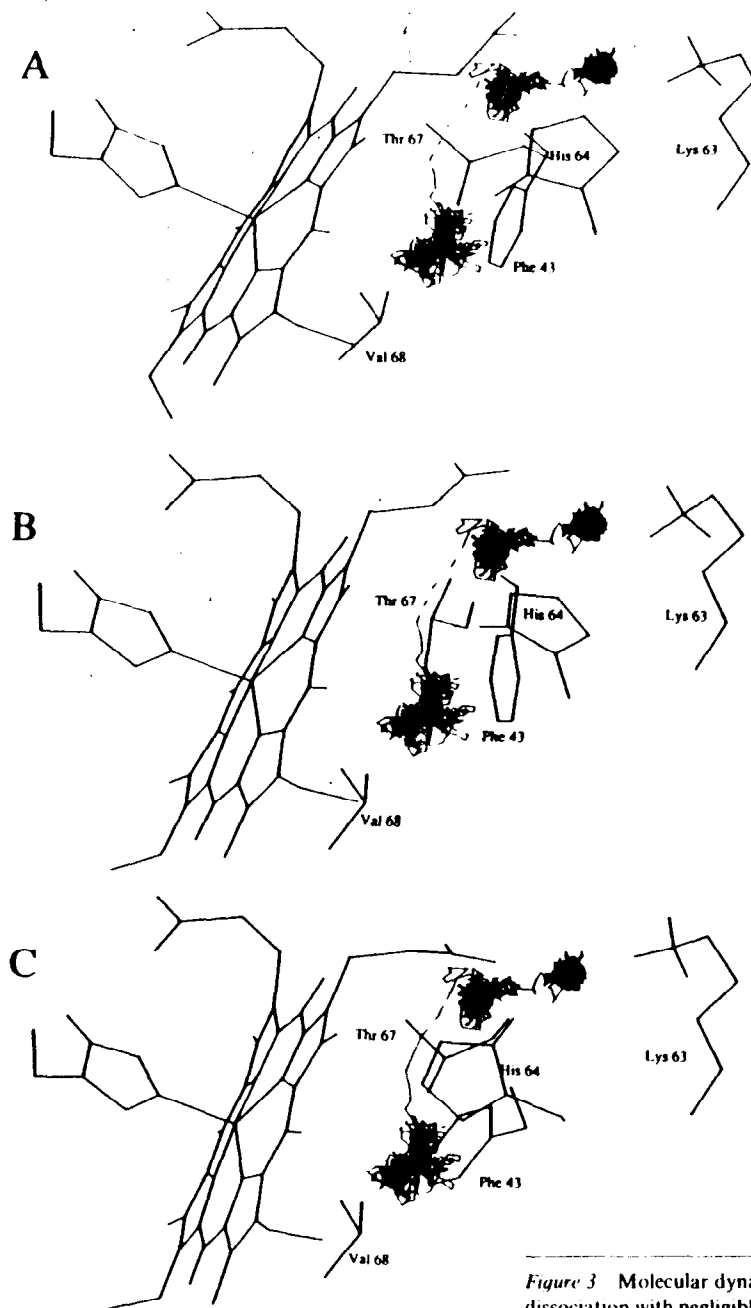 A
Thr 67
His 64
Lys 63
Phe 43
Val 68
B
Thr 67
His 64
Lys 63
Phe 43
Val 68
C
Thr 67
His 64
Lys 63
Phe 43
Val 68
Figure 3 Molecular dyna
dissociation with negligibl